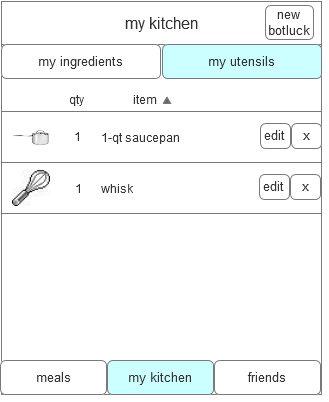 my kitchen
new
botluck
my ingredients
my utensils
qty
item ▲
1
1-qt saucepan
edit
x
1
whisk
edit
x
meals
my kitchen
friends